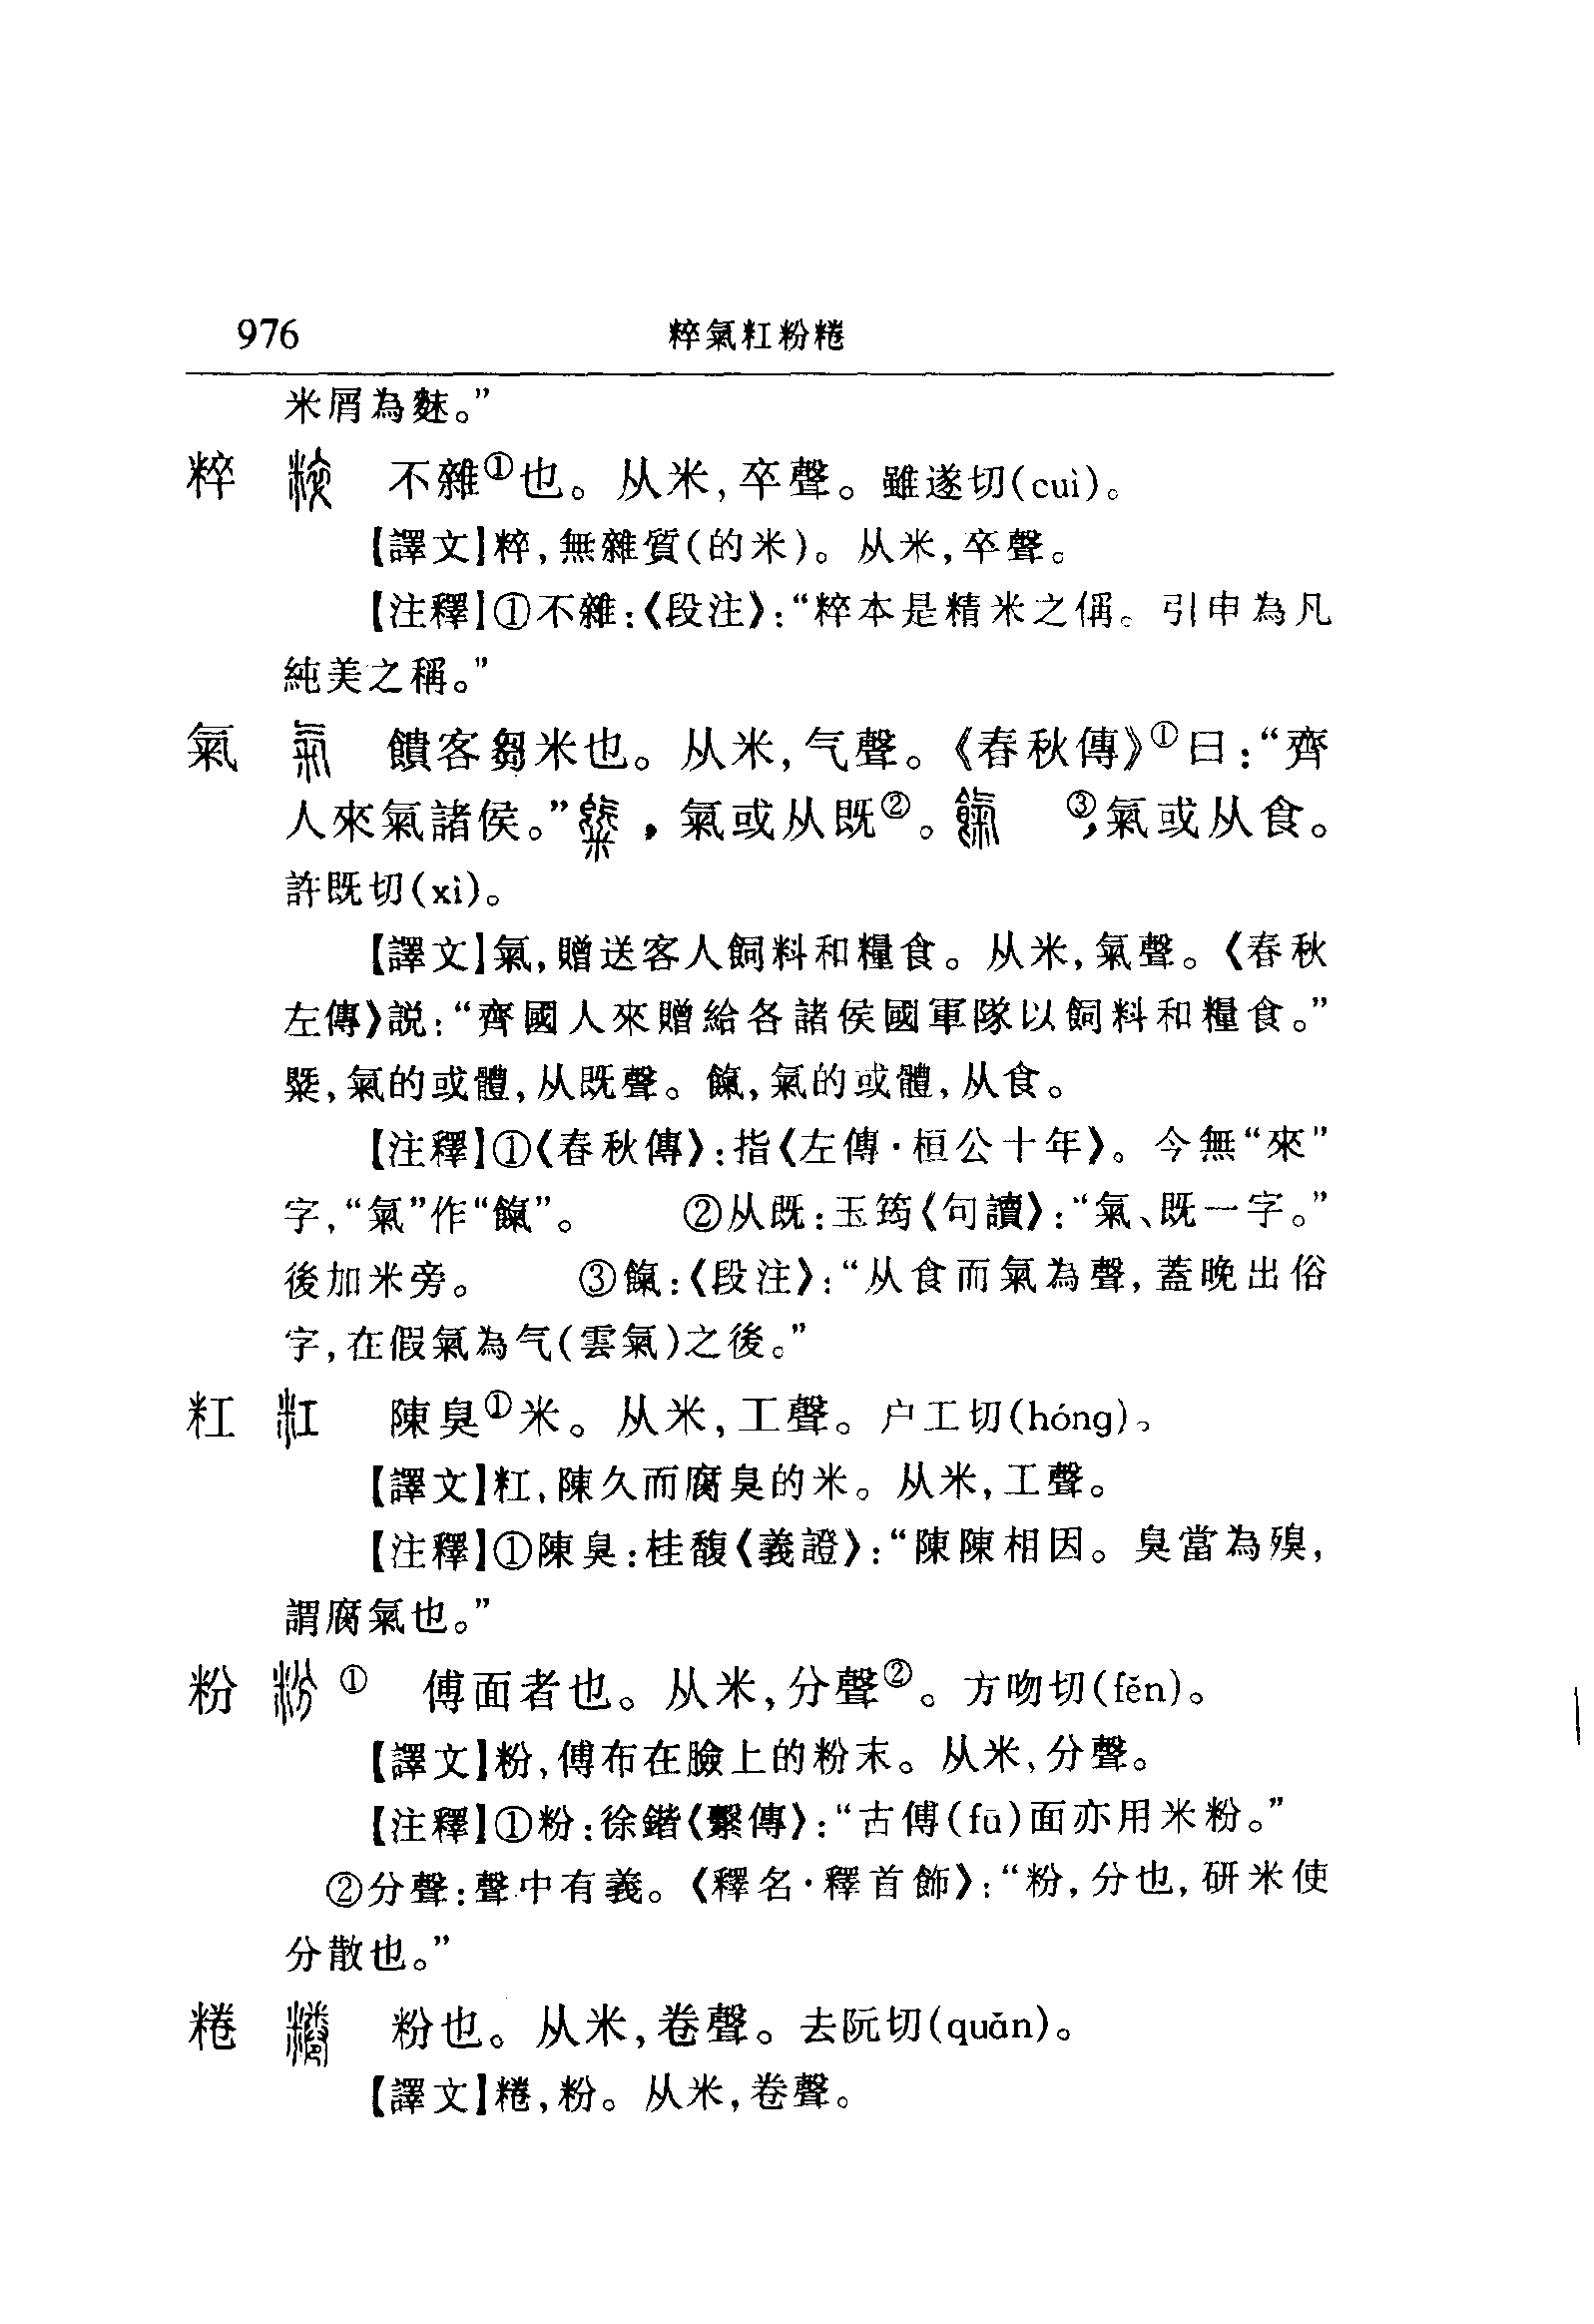 976 粹氣粠粉粣
米屑為䴲。”
粹 不雜①也。从米,卒聲。雖遂切(cuì)。
【譯文】粹,無雜質(的米)。从米,卒聲。
【注釋】①不雜:《段注》:“粹本是精米之偁。引申為凡
純美之稱。”
氣 饋客芻米也。从米,气聲。《春秋傳》①曰:“齊
人來氣諸侯。”,氣或从既②。③,氣或从食。
許既切(xì)。
【譯文】氣,贈送客人飼料和糧食。从米,氣聲。《春秋
左傳》説:“齊國人來贈給各諸侯國軍隊以飼料和糧食。”
㮣,氣的或體,从既聲。餼,氣的或體,从食。
【注釋】①《春秋傳》:指《左傳·桓公十年》。今無“來”
字,“氣”作“餼”。 ②从既:玉筠《句讀》:“氣、既一字。”
後加米旁。 ③餼:《段注》:“从食而氣為聲,蓋晚出俗
字,在假氣為气(雲氣)之後。”
粠 陳臭①米。从米,工聲。户工切(hóng)。
【譯文】粠,陳久而腐臭的米。从米,工聲。
【注釋】①陳臭:桂馥《義證》:“陳陳相因。臭當為殠,
謂腐氣也。”
粉 ① 傅面者也。从米,分聲②。方吻切(fěn)。
【譯文】粉,傅布在臉上的粉末。从米,分聲。
【注釋】①粉:徐鍇《繫傳》:“古傅(fū)面亦用米粉。”
②分聲:聲中有義。《釋名·釋首飾》:“粉,分也,研米使
分散也。”
粣 粉也。从米,卷聲。去阮切(quǎn)。
【譯文】粣,粉。从米,卷聲。